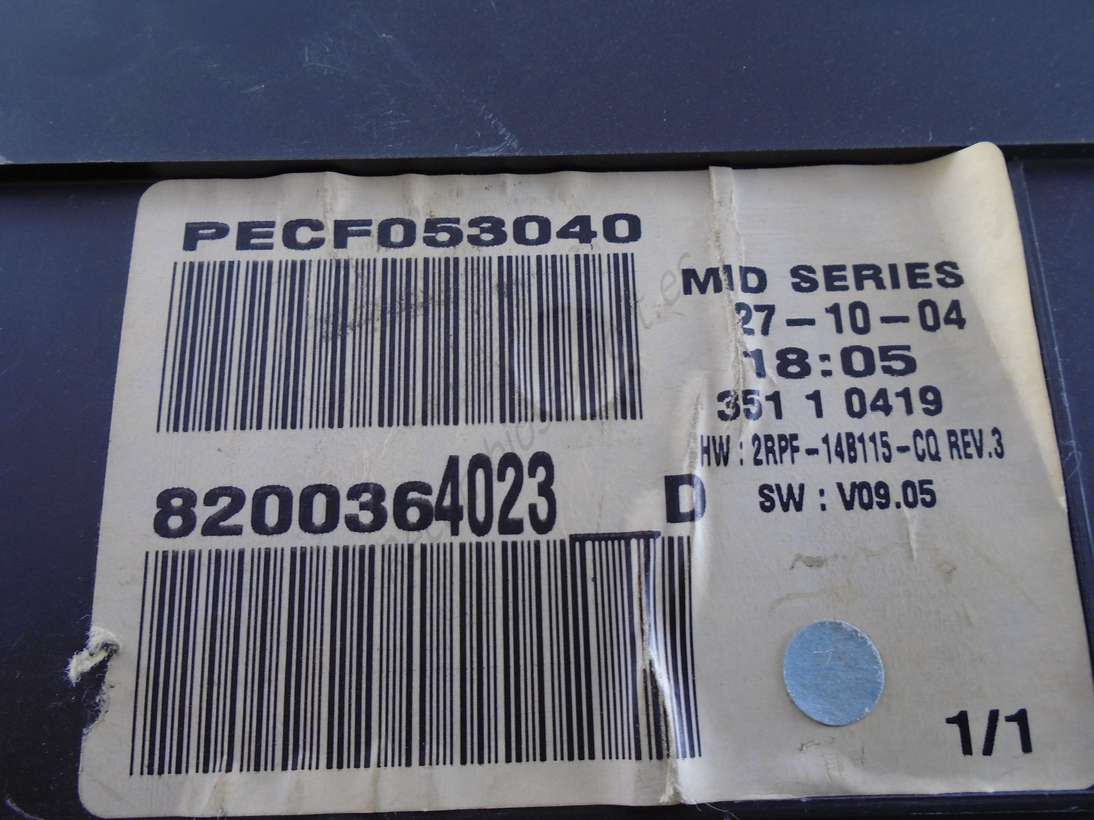 PECF053040
MID SERIES
27-10-04
18:05
351 1 0419
HW : 2RPF-14B115-CQ REV.3
SW : V09.05
8200364023__D
1/1